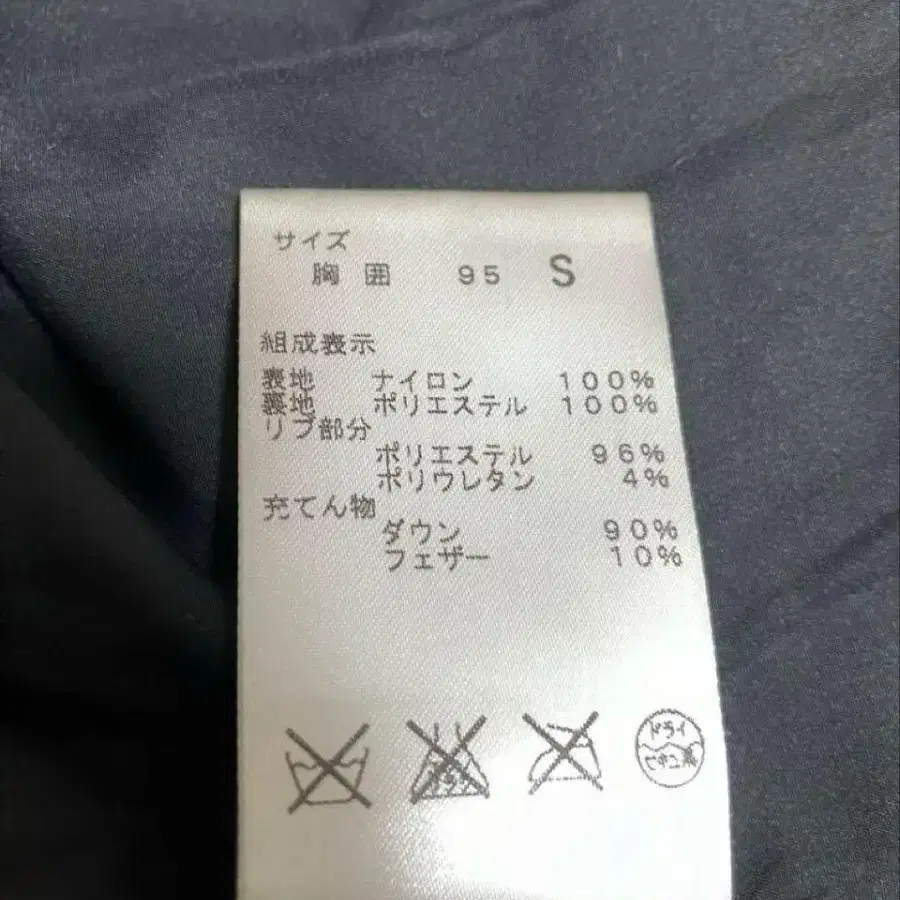 サイズ
胸囲 95 S
組成表示
表地 ナイロン 100%
裏地 ポリエステル 100%
リブ部分
ポリエステル 96%
ポリウレタン 4%
充てん物
ダウン 90%
フェザー 10%
ドライ